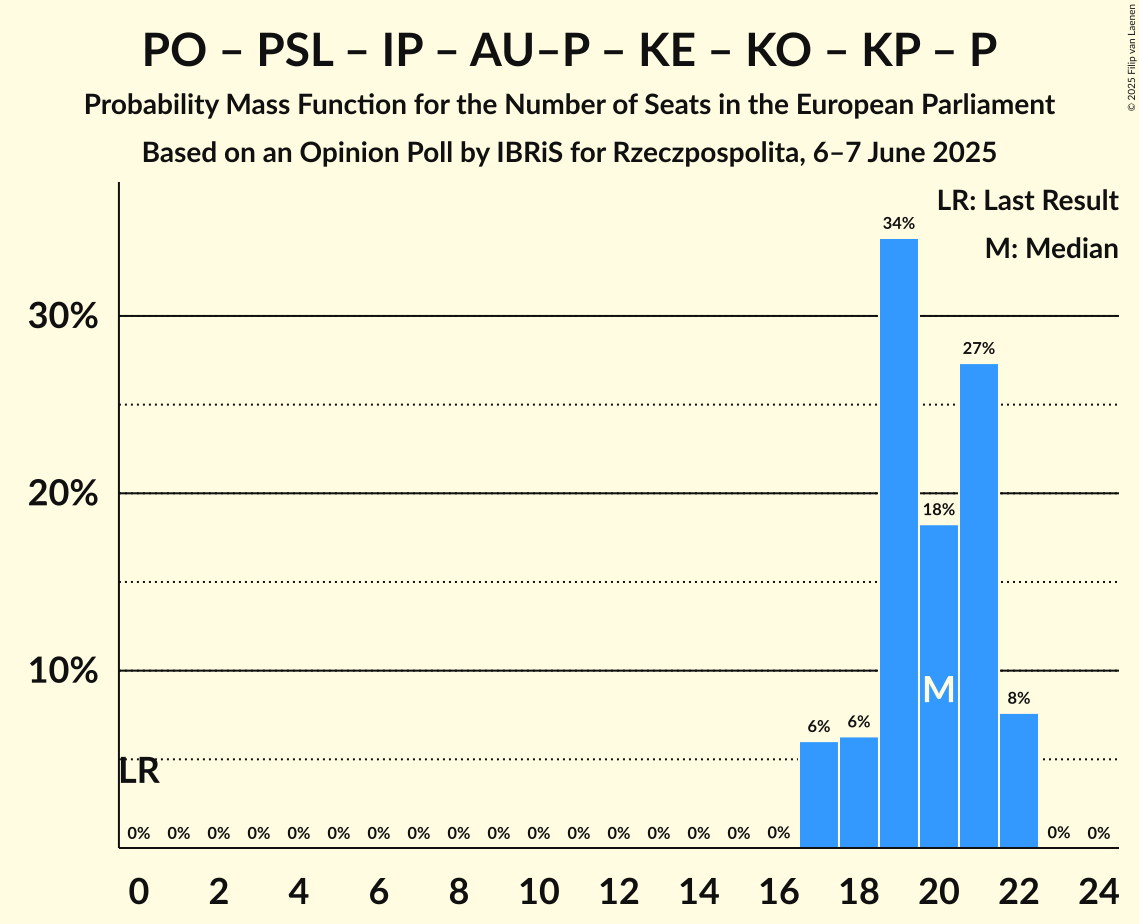 PO – PSL – IP – AU–P – KE – KO – KP – P
Probability Mass Function for the Number of Seats in the European Parliament
Based on an Opinion Poll by IBRiS for Rzeczpospolita, 6–7 June 2025
© 2025 Filip van Laenen
LR: Last Result
M: Median
34%
30%
27%
20%
18%
10%
M
8%
6%
6%
LR
0% 0% 0% 0% 0% 0% 0% 0% 0% 0% 0% 0% 0% 0% 0% 0% 0% 0% 0%
0 2 4 6 8 10 12 14 16 18 20 22 24